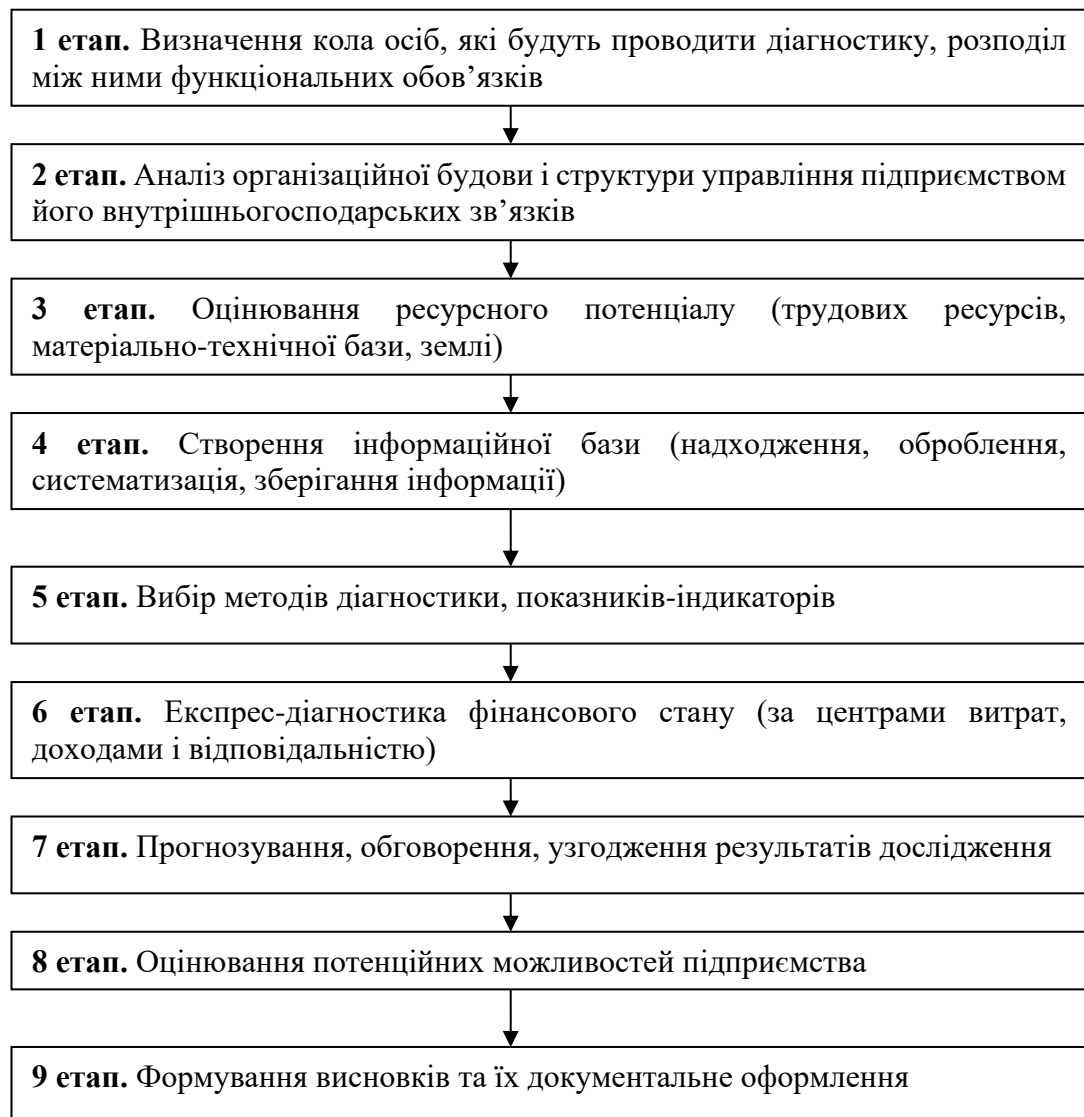 1 етап. Визначення кола осіб, які будуть проводити діагностику, розподіл
між ними функціональних обов’язків
2 етап. Аналіз організаційної будови і структури управління підприємством
його внутрішньогосподарських зв’язків
3 етап. Оцінювання ресурсного потенціалу (трудових ресурсів,
матеріально-технічної бази, землі)
4 етап. Створення інформаційної бази (надходження, оброблення,
систематизація, зберігання інформації)
5 етап. Вибір методів діагностики, показників-індикаторів
6 етап. Експрес-діагностика фінансового стану (за центрами витрат,
доходами і відповідальністю)
7 етап. Прогнозування, обговорення, узгодження результатів дослідження
8 етап. Оцінювання потенційних можливостей підприємства
9 етап. Формування висновків та їх документальне оформлення